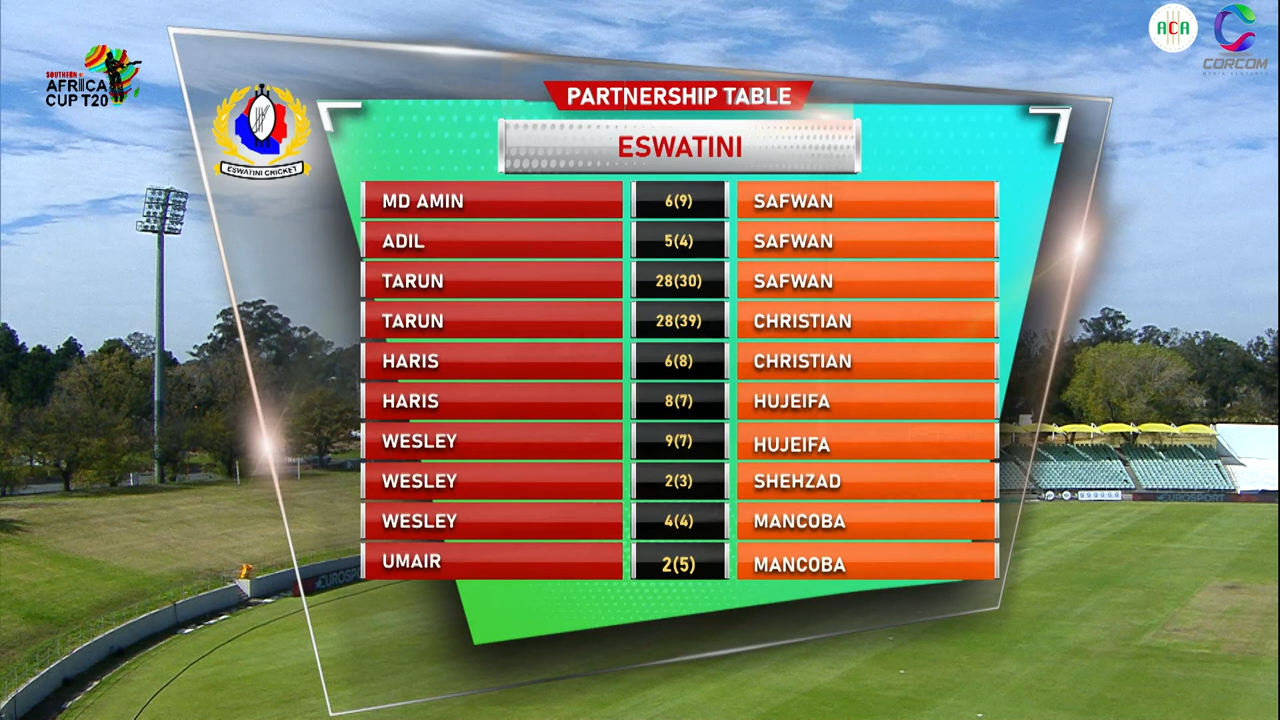 ACA
CORCOM
SOUTHERN
AFRICA
CUP T20
PARTNERSHIP TABLE
ESWATINI
ESWATINI CRICKET
MD AMIN 6(9) SAFWAN
ADIL 5(4) SAFWAN
TARUN 28(30) SAFWAN
TARUN 28(39) CHRISTIAN
HARIS 6(8) CHRISTIAN
HARIS 8(7) HUJEIFA
WESLEY 9(7) HUJEIFA
WESLEY 2(3) SHEHZAD
WESLEY 4(4) MANCOBA
UMAIR 2(5) MANCOBA
EUROSPORT
EUROSPO